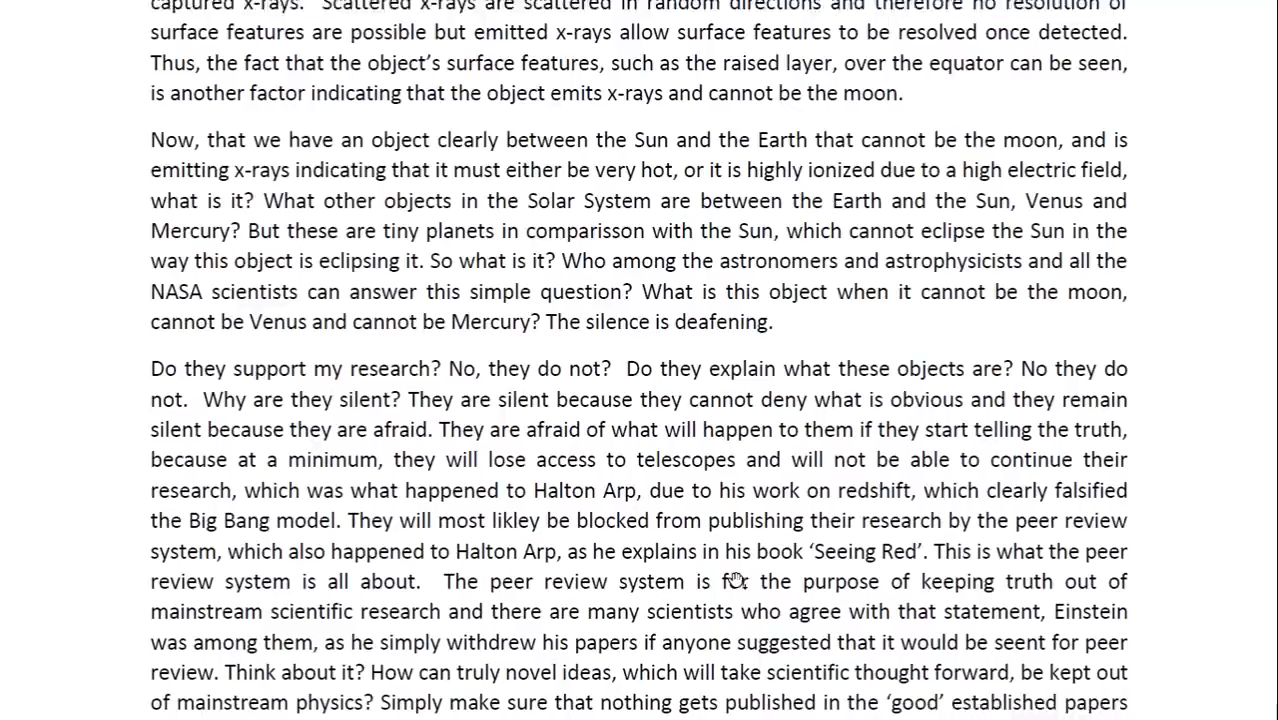 captured x-rays.  Scattered x-rays are scattered in random directions and therefore no resolution of
surface features are possible but emitted x-rays allow surface features to be resolved once detected.
Thus, the fact that the object's surface features, such as the raised layer, over the equator can be seen,
is another factor indicating that the object emits x-rays and cannot be the moon.
Now, that we have an object clearly between the Sun and the Earth that cannot be the moon, and is
emitting x-rays indicating that it must either be very hot, or it is highly ionized due to a high electric field,
what is it? What other objects in the Solar System are between the Earth and the Sun, Venus and
Mercury? But these are tiny planets in comparisson with the Sun, which cannot eclipse the Sun in the
way this object is eclipsing it. So what is it? Who among the astronomers and astrophysicists and all the
NASA scientists can answer this simple question? What is this object when it cannot be the moon,
cannot be Venus and cannot be Mercury? The silence is deafening.
Do they support my research? No, they do not?  Do they explain what these objects are? No they do
not.  Why are they silent? They are silent because they cannot deny what is obvious and they remain
silent because they are afraid. They are afraid of what will happen to them if they start telling the truth,
because at a minimum, they will lose access to telescopes and will not be able to continue their
research, which was what happened to Halton Arp, due to his work on redshift, which clearly falsified
the Big Bang model. They will most likley be blocked from publishing their research by the peer review
system, which also happened to Halton Arp, as he explains in his book ‘Seeing Red’. This is what the peer
review system is all about.  The peer review system is for the purpose of keeping truth out of
mainstream scientific research and there are many scientists who agree with that statement, Einstein
was among them, as he simply withdrew his papers if anyone suggested that it would be seent for peer
review. Think about it? How can truly novel ideas, which will take scientific thought forward, be kept out
of mainstream physics? Simply make sure that nothing gets published in the ‘good’ established papers